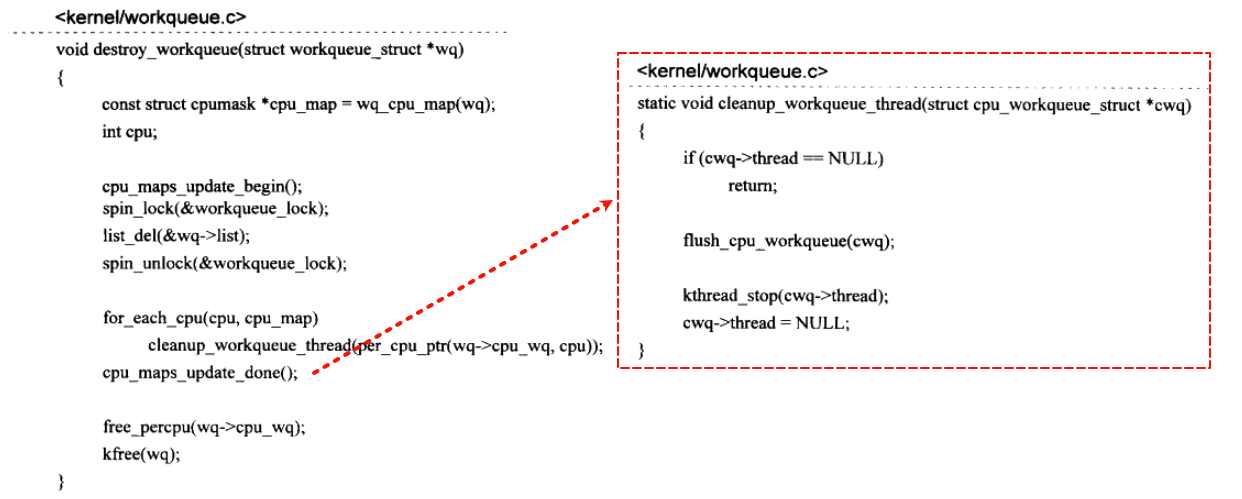 <kernel/workqueue.c>
void destroy_workqueue(struct workqueue_struct *wq)
{
const struct cpumask *cpu_map = wq_cpu_map(wq);
int cpu;
cpu_maps_update_begin();
spin_lock(&workqueue_lock);
list_del(&wq->list);
spin_unlock(&workqueue_lock);
for_each_cpu(cpu, cpu_map)
cleanup_workqueue_thread(per_cpu_ptr(wq->cpu_wq, cpu));
cpu_maps_update_done();
free_percpu(wq->cpu_wq);
kfree(wq);
}
<kernel/workqueue.c>
static void cleanup_workqueue_thread(struct cpu_workqueue_struct *cwq)
{
if (cwq->thread == NULL)
return;
flush_cpu_workqueue(cwq);
kthread_stop(cwq->thread);
cwq->thread = NULL;
}